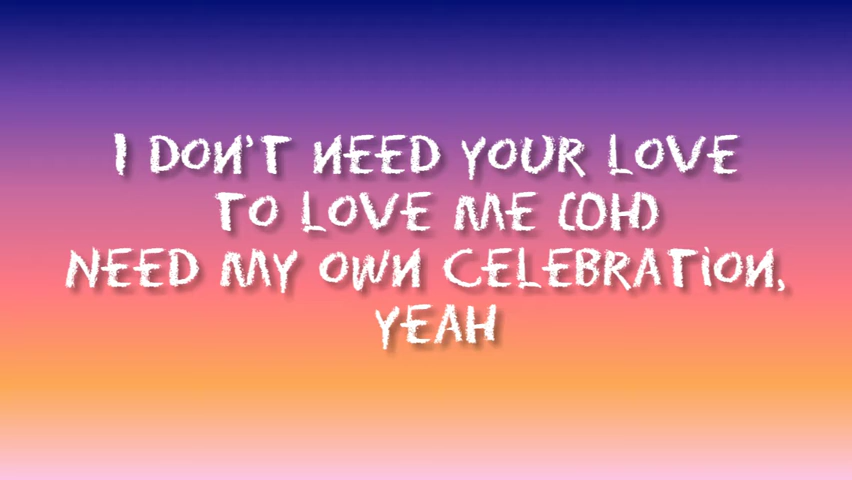 I DON'T NEED YOUR LOVE
TO LOVE ME (OH)
NEED MY OWN CELEBRATION,
YEAH